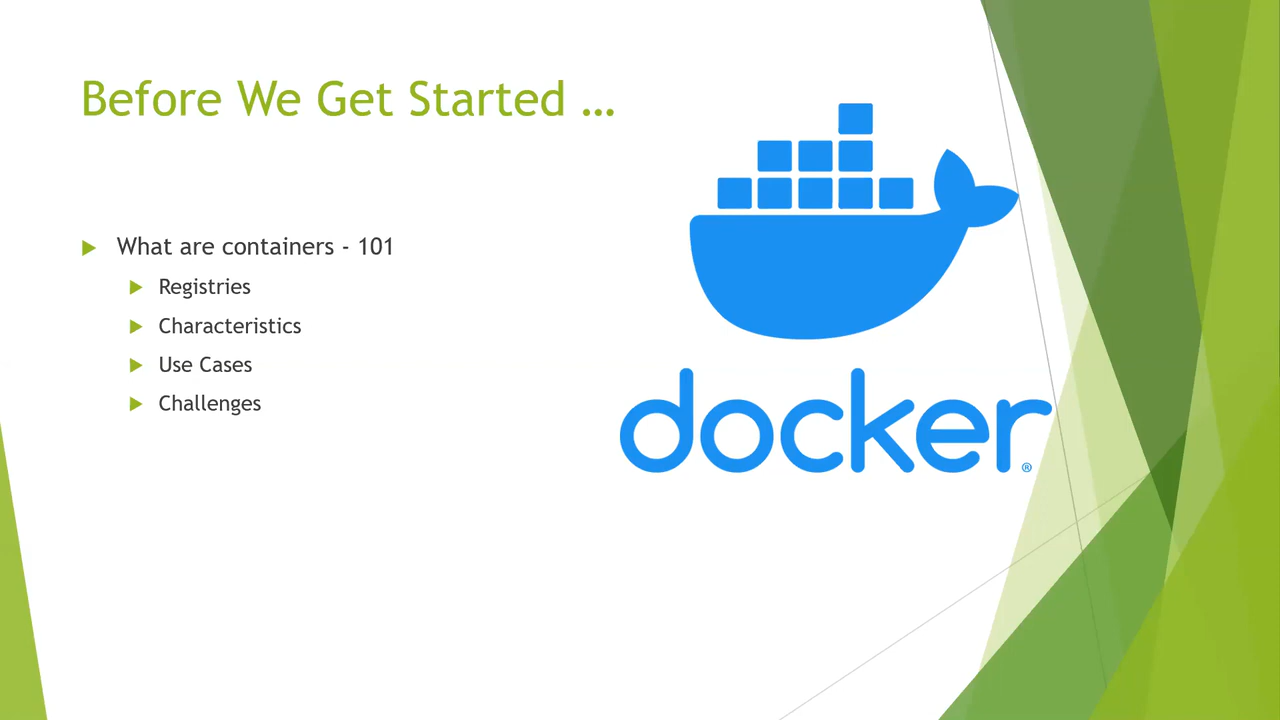 Before We Get Started …
What are containers - 101
Registries
Characteristics
Use Cases
Challenges
docker®